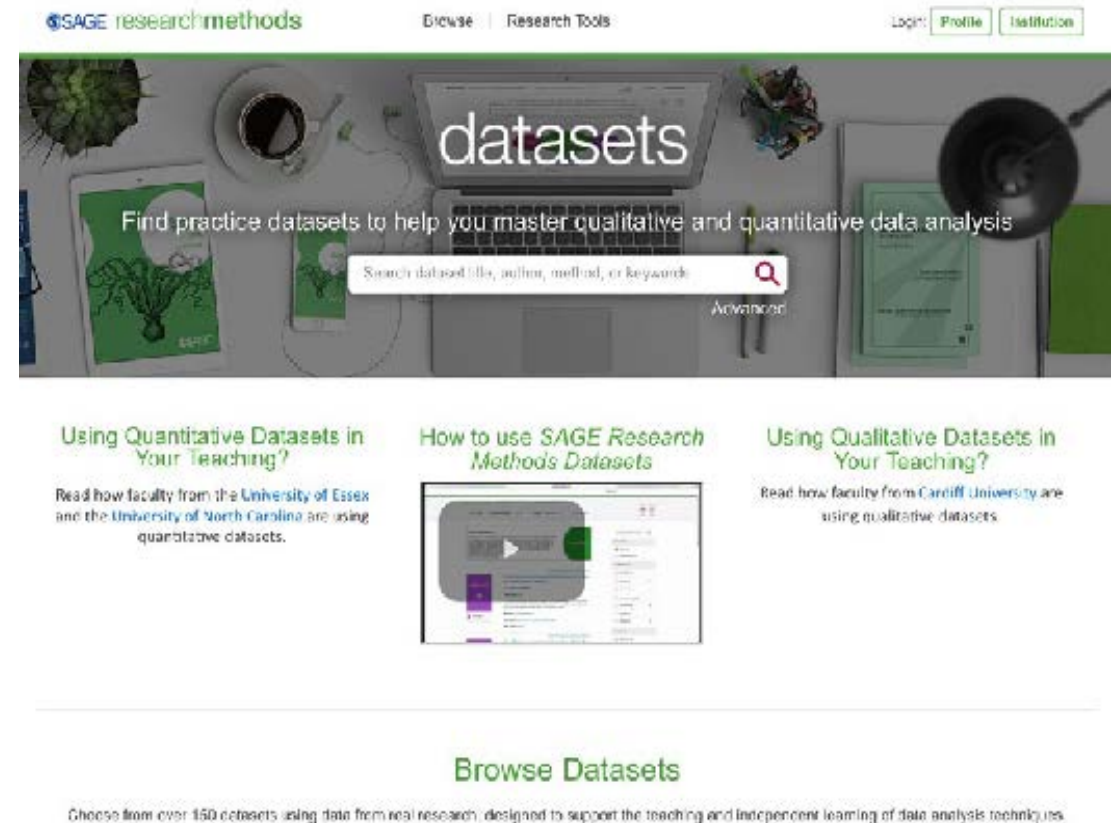 SAGE researchmethods
Browse | Research Tools
Login: Profile Institution
datasets
Find practice datasets to help you master qualitative and quantitative data analysis
Search dataset title, author, method, or keywords
Advanced
Using Quantitative Datasets in
Your Teaching?
Read how faculty from the University of Essex
and the University of North Carolina are using
quantitative datasets.
How to use SAGE Research
Methods Datasets
Using Qualitative Datasets in
Your Teaching?
Read how faculty from Cardiff University are
using qualitative datasets
Browse Datasets
Choose from over 150 datasets using data from real research, designed to support the teaching and independent learning of data analysis techniques.